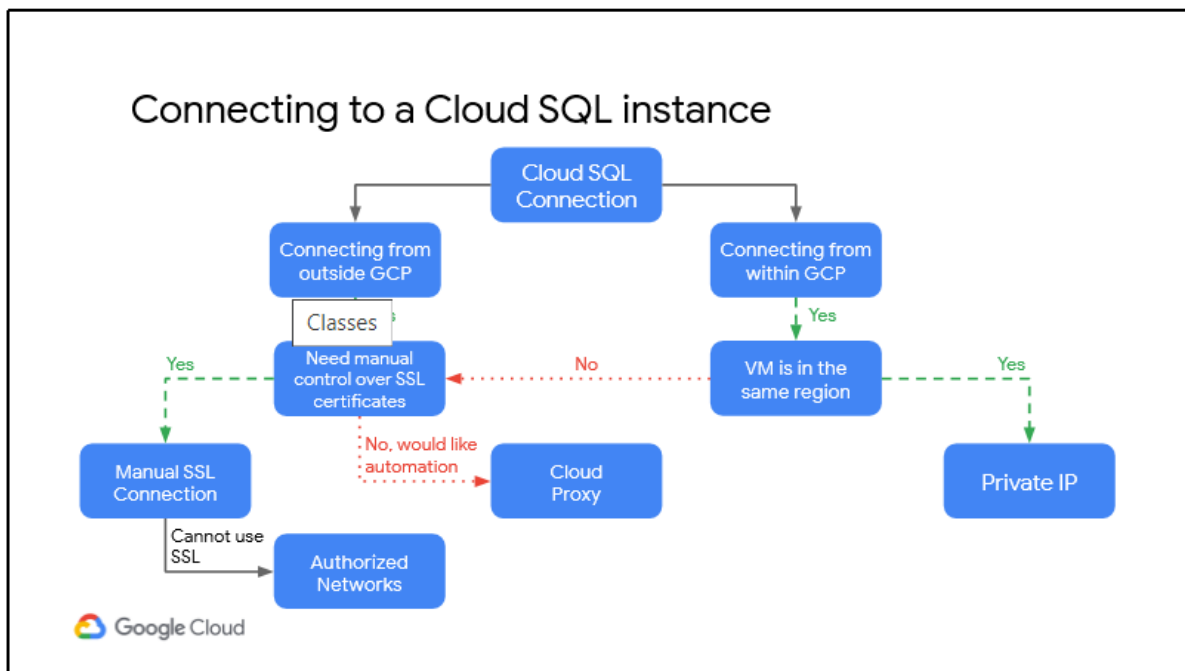 Connecting to a Cloud SQL instance
Cloud SQL
Connection
Connecting from
outside GCP
Connecting from
within GCP
Classes
Yes
Need manual
control over SSL
certificates
No
VM is in the
same region
Yes
Yes
No, would like
automation
Manual SSL
Connection
Cloud
Proxy
Private IP
Cannot use
SSL
Authorized
Networks
Google Cloud